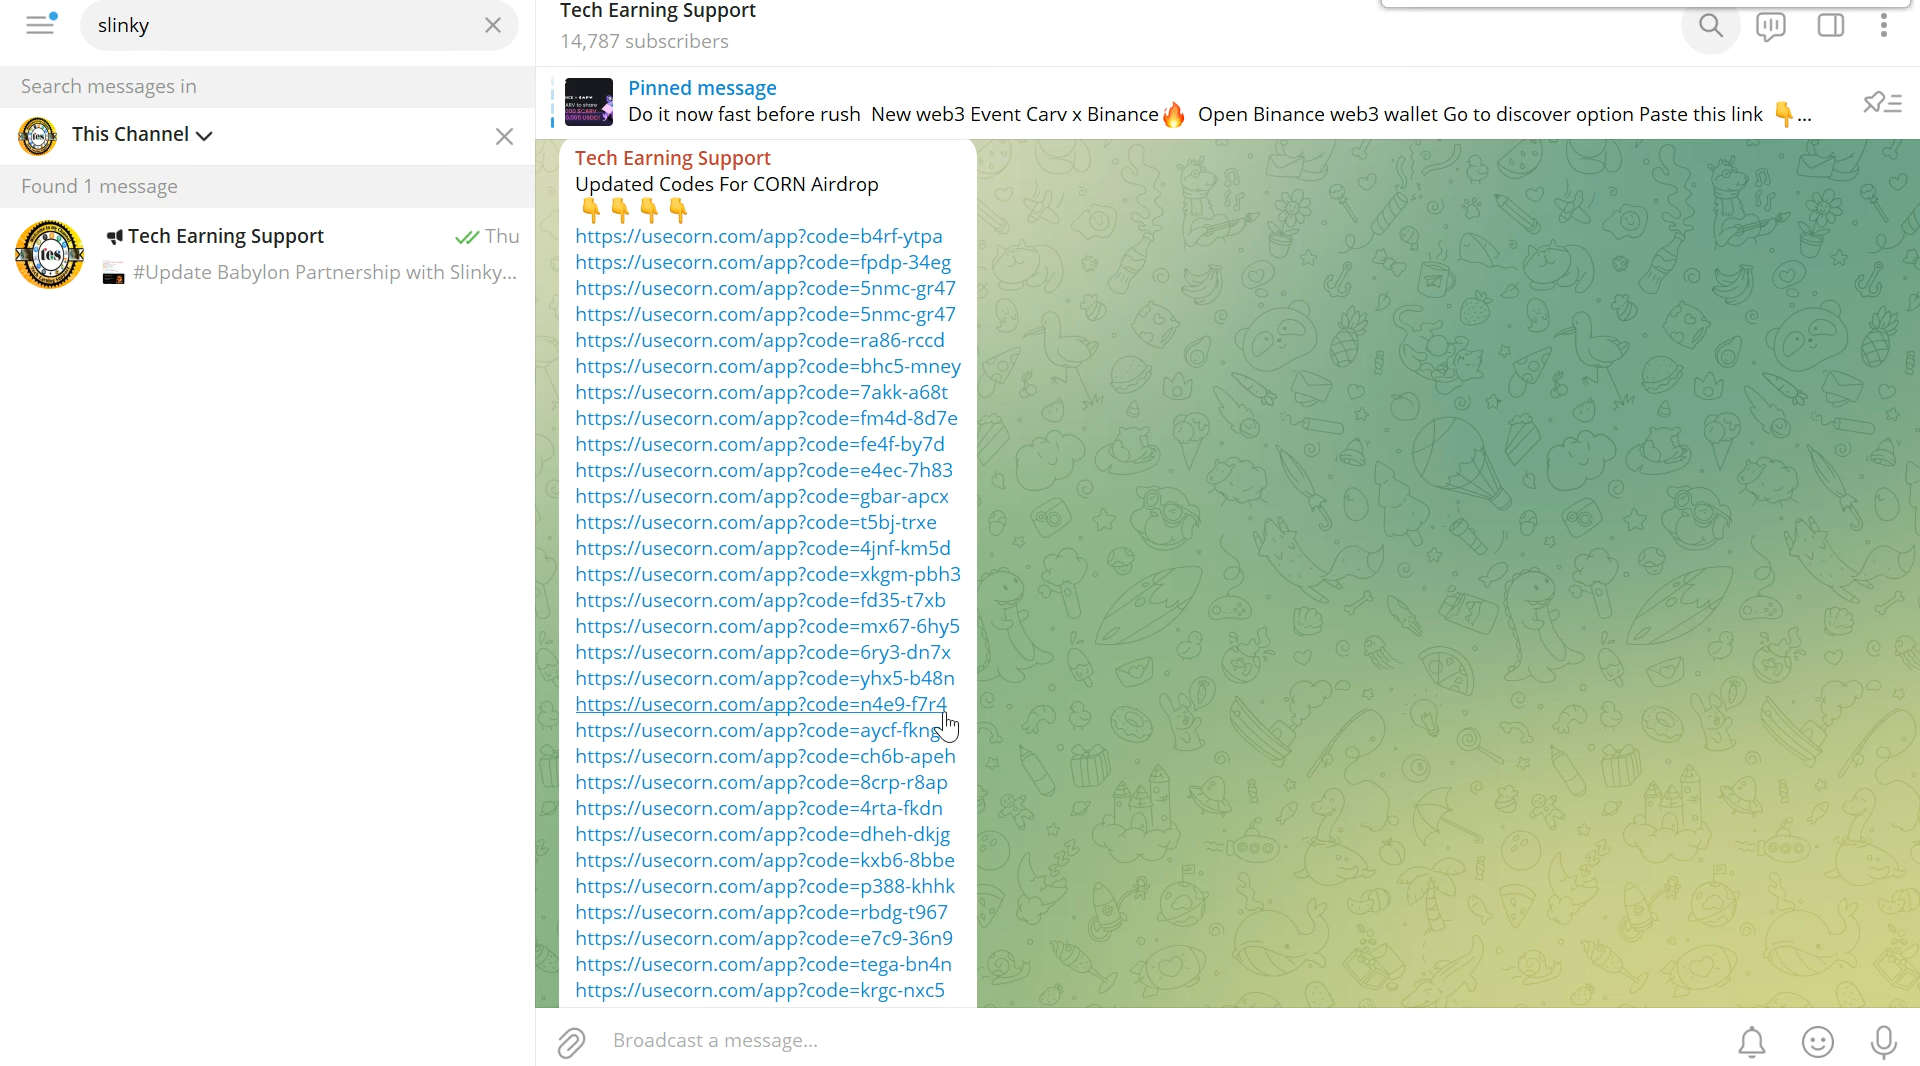 slinky
Search messages in
This Channel
Found 1 message
Tech Earning Support
Thu
#Update Babylon Partnership with Slinky...
Tech Earning Support
14,787 subscribers
Pinned message
Do it now fast before rush New web3 Event Carv x Binance🔥 Open Binance web3 wallet Go to discover option Paste this link 👇...
Tech Earning Support
Updated Codes For CORN Airdrop
👇👇👇👇
https://usecorn.com/app?code=b4rf-ytpa
https://usecorn.com/app?code=fpdp-34eg
https://usecorn.com/app?code=5nmc-gr47
https://usecorn.com/app?code=5nmc-gr47
https://usecorn.com/app?code=ra86-rccd
https://usecorn.com/app?code=bhc5-mney
https://usecorn.com/app?code=7akk-a68t
https://usecorn.com/app?code=fm4d-8d7e
https://usecorn.com/app?code=fe4f-by7d
https://usecorn.com/app?code=e4ec-7h83
https://usecorn.com/app?code=gbar-apcx
https://usecorn.com/app?code=t5bj-trxe
https://usecorn.com/app?code=4jnf-km5d
https://usecorn.com/app?code=xkgm-pbh3
https://usecorn.com/app?code=fd35-t7xb
https://usecorn.com/app?code=mx67-6hy5
https://usecorn.com/app?code=6ry3-dn7x
https://usecorn.com/app?code=yhx5-b48n
https://usecorn.com/app?code=n4e9-f7r4
https://usecorn.com/app?code=aycf-fkng
https://usecorn.com/app?code=ch6b-apeh
https://usecorn.com/app?code=8crp-r8ap
https://usecorn.com/app?code=4rta-fkdn
https://usecorn.com/app?code=dheh-dkjg
https://usecorn.com/app?code=kxb6-8bbe
https://usecorn.com/app?code=p388-khhk
https://usecorn.com/app?code=rbdg-t967
https://usecorn.com/app?code=e7c9-36n9
https://usecorn.com/app?code=tega-bn4n
https://usecorn.com/app?code=krgc-nxc5
Broadcast a message...